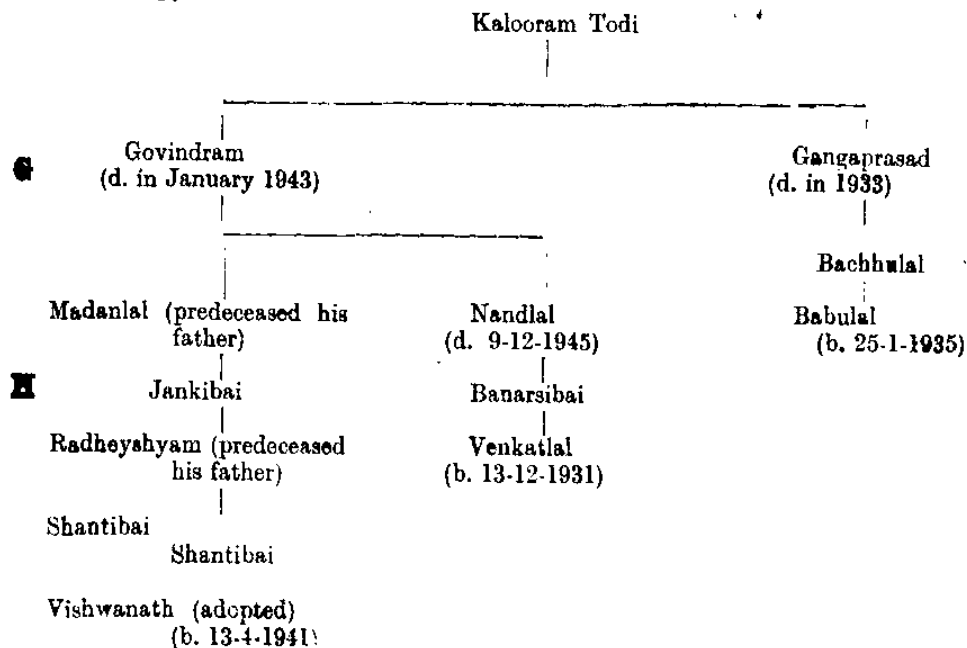 Kalooram Todi
G
Govindram
(d. in January 1943)
Gangaprasad
(d. in 1933)
Bachhulal
Madanlal (predeceased his
father)
Nandlal
(d. 9-12-1945)
Babulal
(b. 25-1-1935)
H
Jankibai
Banarsibai
Radheyshyam (predeceased
his father)
Venkatlal
(b. 13-12-1931)
Shantibai
Shantibai
Vishwanath (adopted)
(b. 13-4-1941)